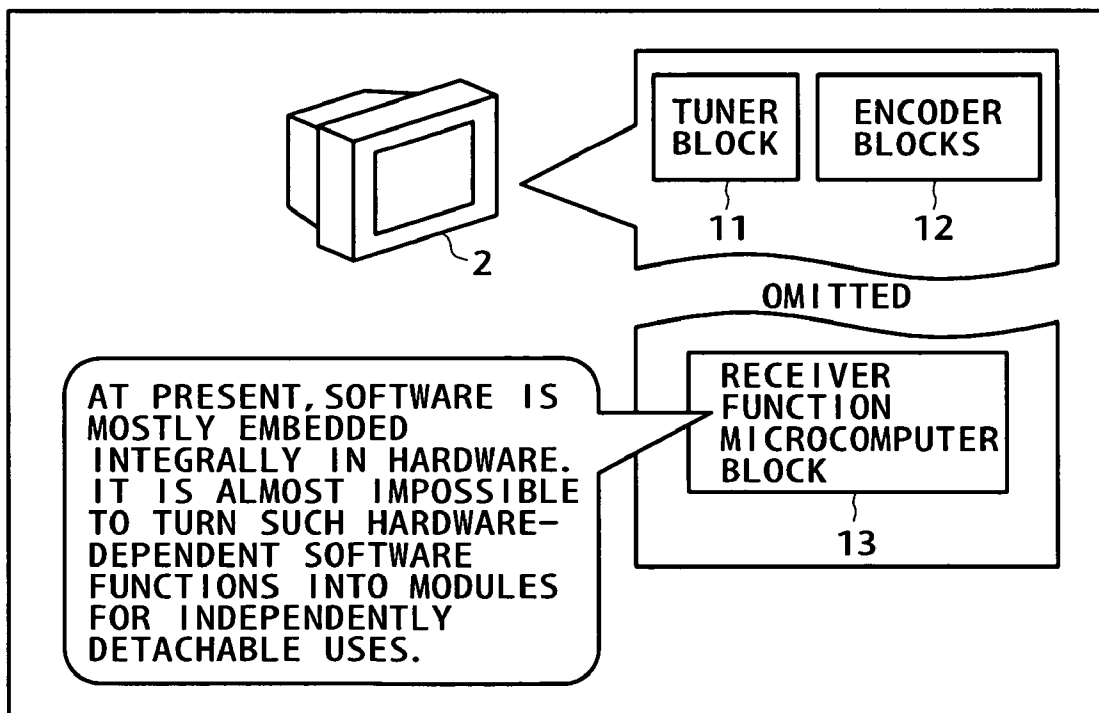 TUNER
BLOCK
ENCODER
BLOCKS
11
12
2
OMITTED
RECEIVER
FUNCTION
MICROCOMPUTER
BLOCK
13
AT PRESENT, SOFTWARE IS
MOSTLY EMBEDDED
INTEGRALLY IN HARDWARE.
IT IS ALMOST IMPOSSIBLE
TO TURN SUCH HARDWARE-
DEPENDENT SOFTWARE
FUNCTIONS INTO MODULES
FOR INDEPENDENTLY
DETACHABLE USES.